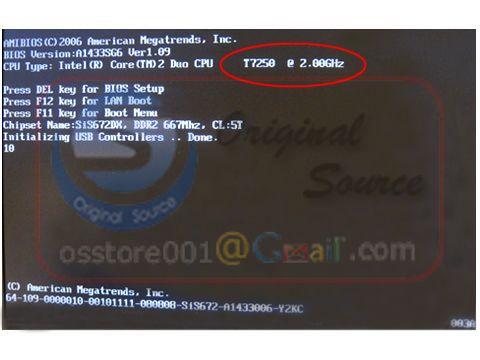 AMIBIOS(C)2006 American Megatrends, Inc.
BIOS Version:A1433SG6 Ver1.09
CPU Type: Intel(R) Core(TM)2 Duo CPU T7250 @ 2.00GHz
Press DEL key for BIOS Setup
Press F12 key for LAN Boot
Press F11 key for Boot Menu
Chipset Name:SiS672DX, DDR2 667Mhz, CL:5T
Initializing USB Controllers .. Done.
10
Original
Source
Original Source
osstore001@Gmail.com
(C) American Megatrends, Inc.
64-109-0000010-00101111-080808-SiS672-A1433006-Y2KC
003A